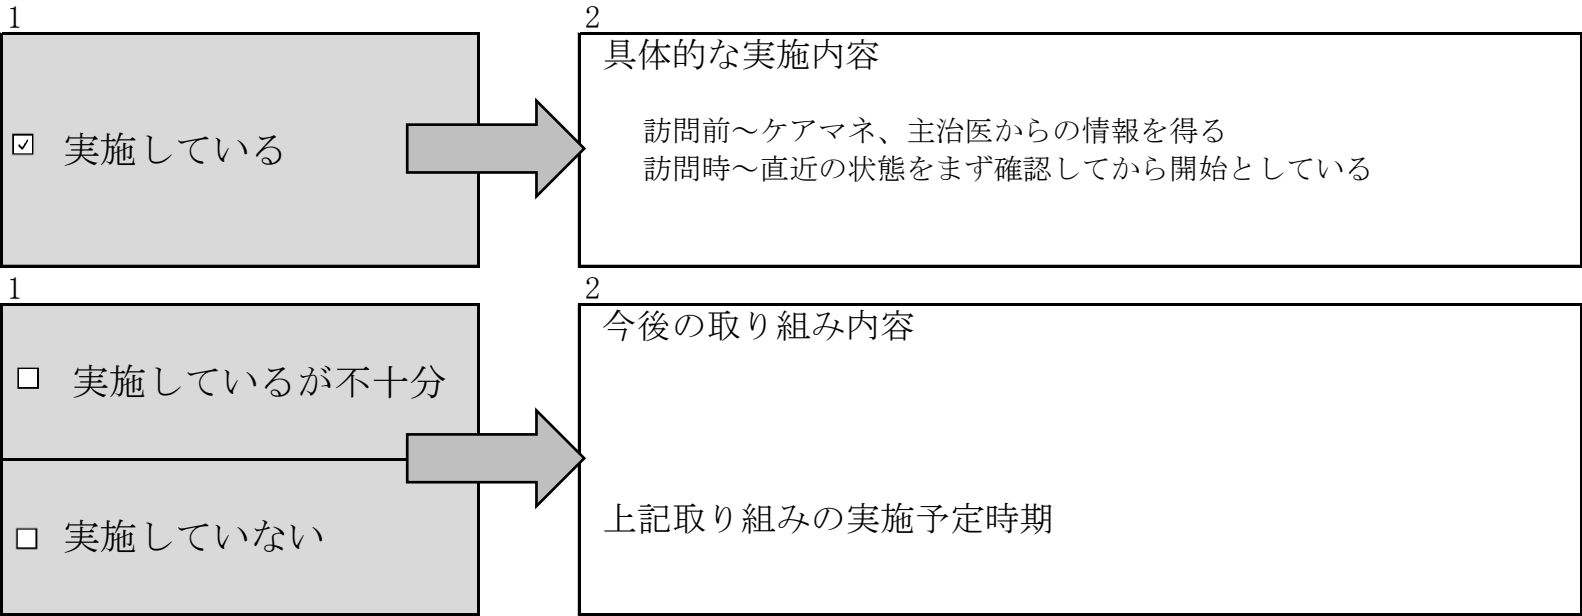 1
2
☑ 実施している
具体的な実施内容
訪問前～ケアマネ、主治医からの情報を得る
訪問時～直近の状態をまず確認してから開始としている
1
2
□ 実施しているが不十分
□ 実施していない
今後の取り組み内容
上記取り組みの実施予定時期